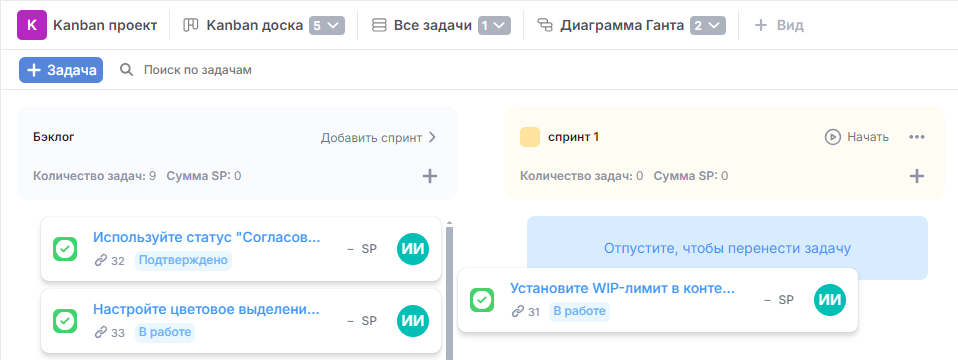 K Kanban проект Kanban доска 5 Все задачи 1 Диаграмма Ганта 2 + Вид
+ Задача Поиск по задачам
Бэклог Добавить спринт
Количество задач: 9 Сумма SP: 0
спринт 1 Начать
Количество задач: 0 Сумма SP: 0
Используйте статус "Согласов... – SP ИИ
32 Подтверждено
Настройте цветовое выделени... – SP ИИ
33 В работе
Отпустите, чтобы перенести задачу
Установите WIP-лимит в конте... – SP ИИ
31 В работе